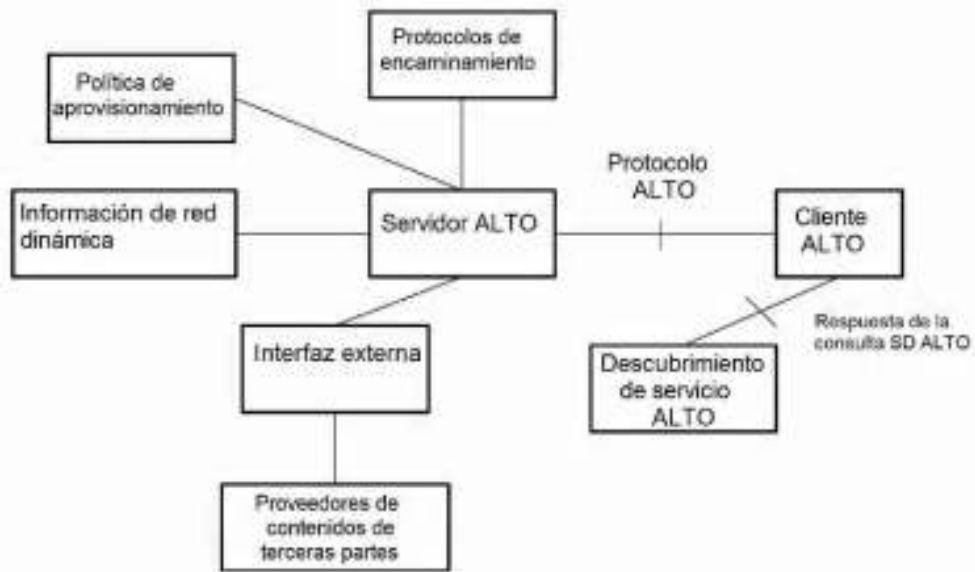 Protocolos de
encaminamiento
Política de
aprovisionamiento
Protocolo
ALTO
Información de red
dinámica
Servidor ALTO
Cliente
ALTO
Respuesta de la
consulta SD ALTO
Interfaz externa
Descubrimiento
de servicio
ALTO
Proveedores de
contenidos de
terceras partes